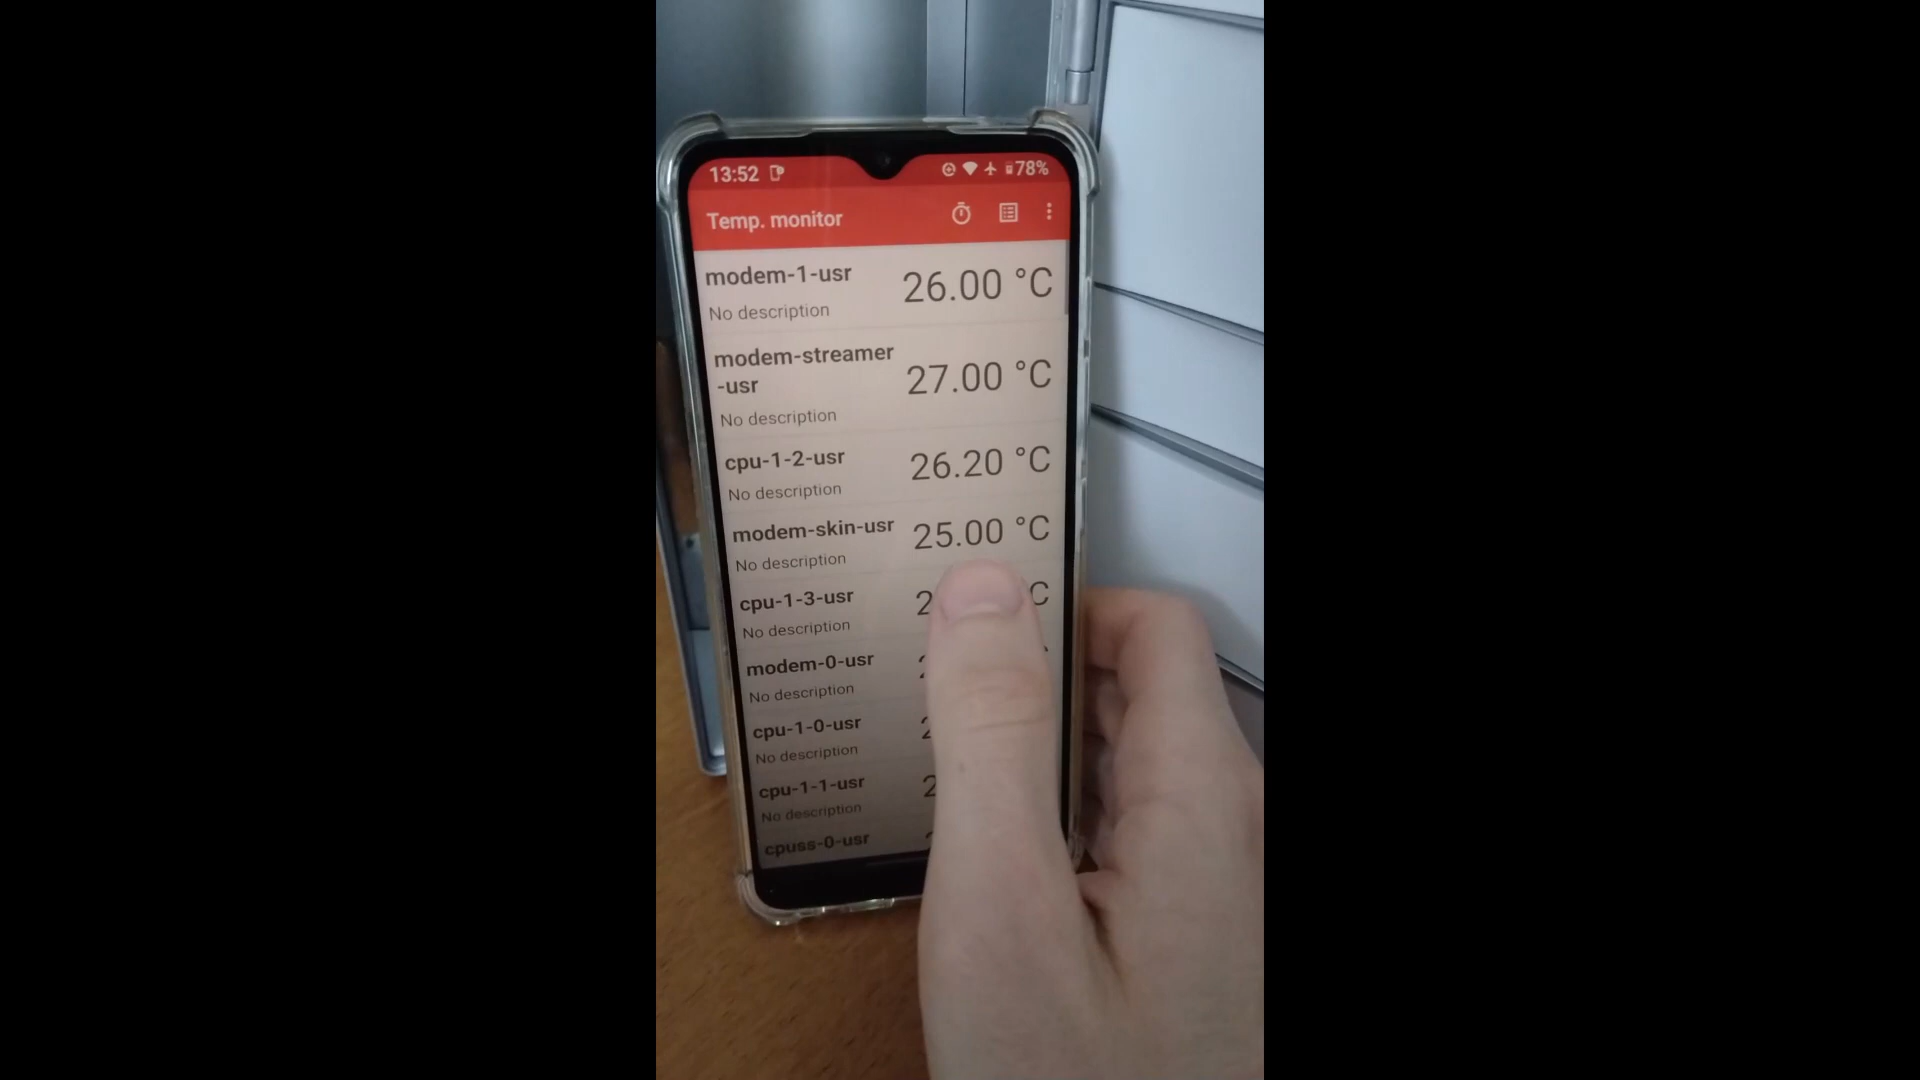 13:52 78%
Temp. monitor
modem-1-usr 26.00 °C
No description
modem-streamer
-usr 27.00 °C
No description
cpu-1-2-usr 26.20 °C
No description
modem-skin-usr 25.00 °C
No description
cpu-1-3-usr
No description
modem-0-usr
No description
cpu-1-0-usr
No description
cpu-1-1-usr
No description
cpuss-0-usr